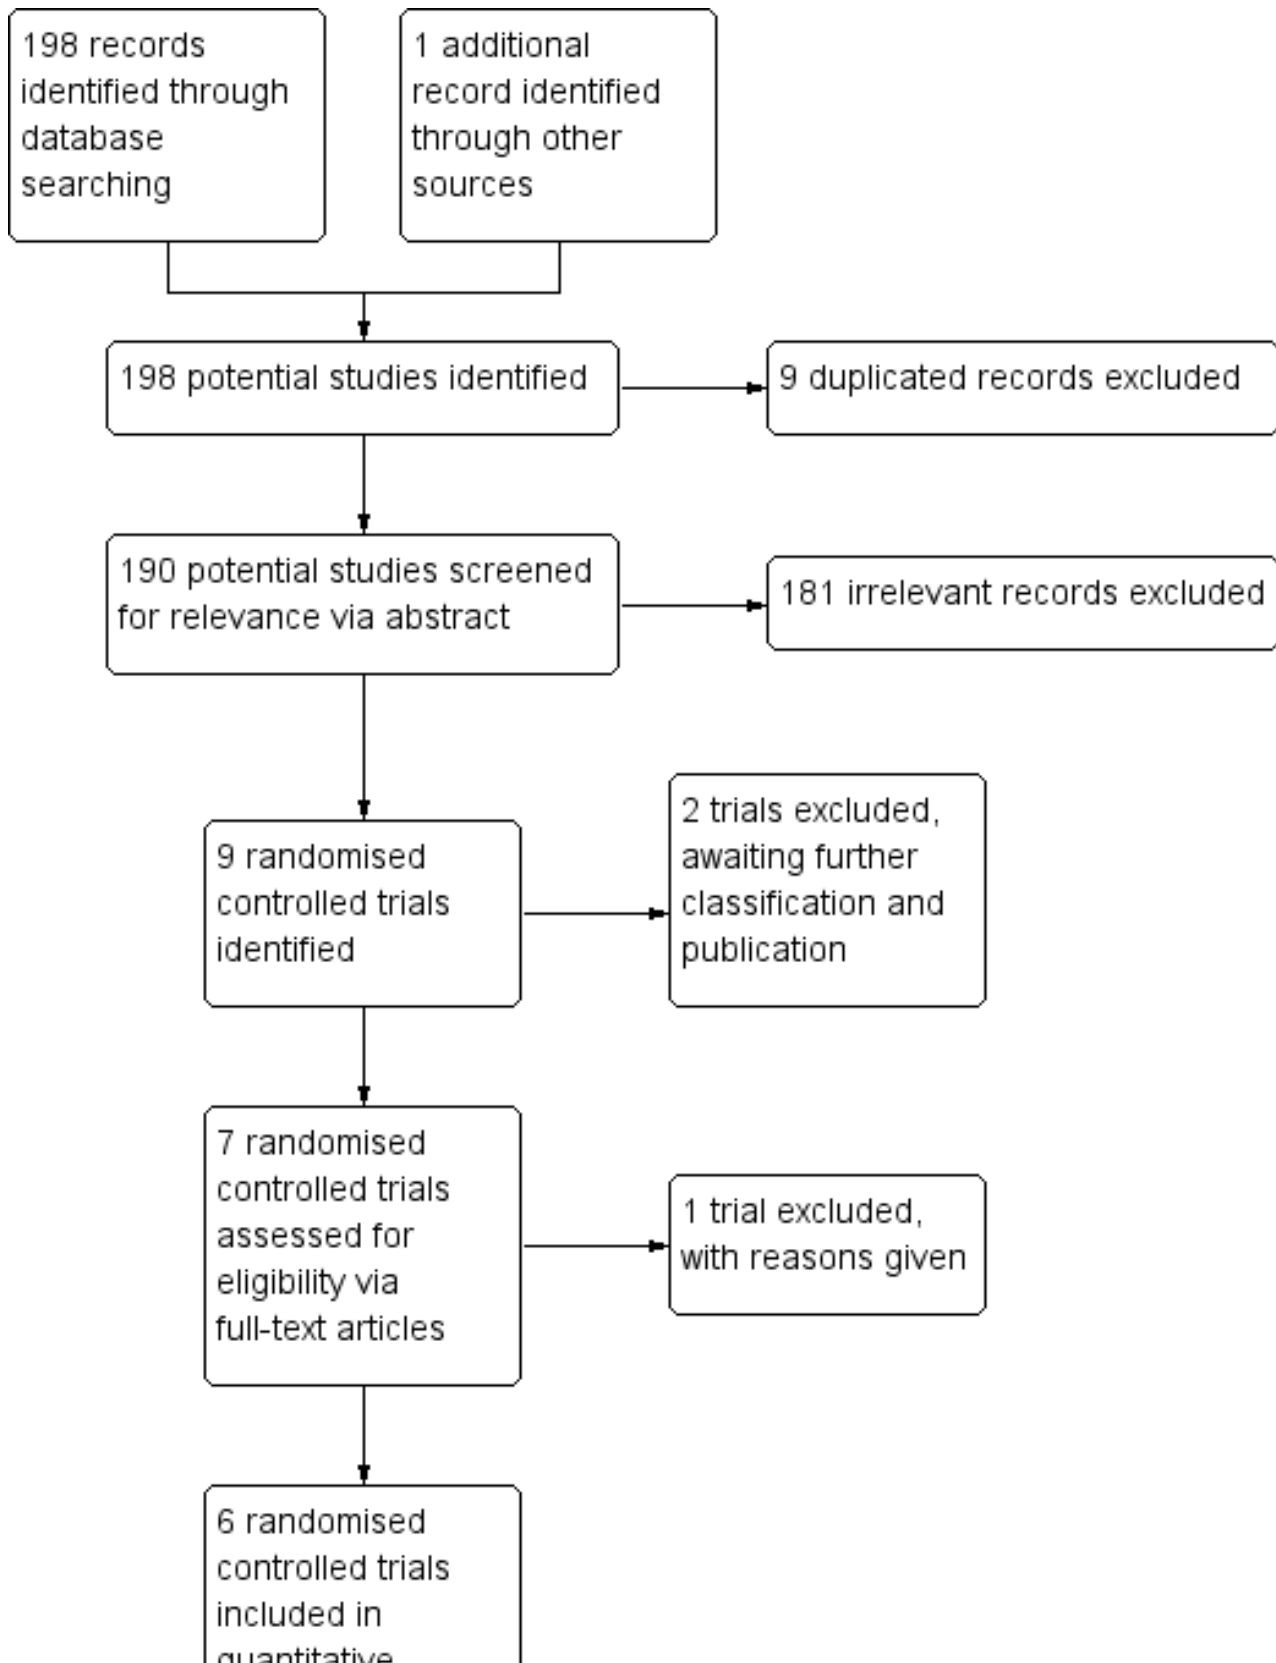 198 records
identified through
database
searching
1 additional
record identified
through other
sources
198 potential studies identified
9 duplicated records excluded
190 potential studies screened
for relevance via abstract
181 irrelevant records excluded
9 randomised
controlled trials
identified
2 trials excluded,
awaiting further
classification and
publication
7 randomised
controlled trials
assessed for
eligibility via
full-text articles
1 trial excluded,
with reasons given
6 randomised
controlled trials
included in
quantitative